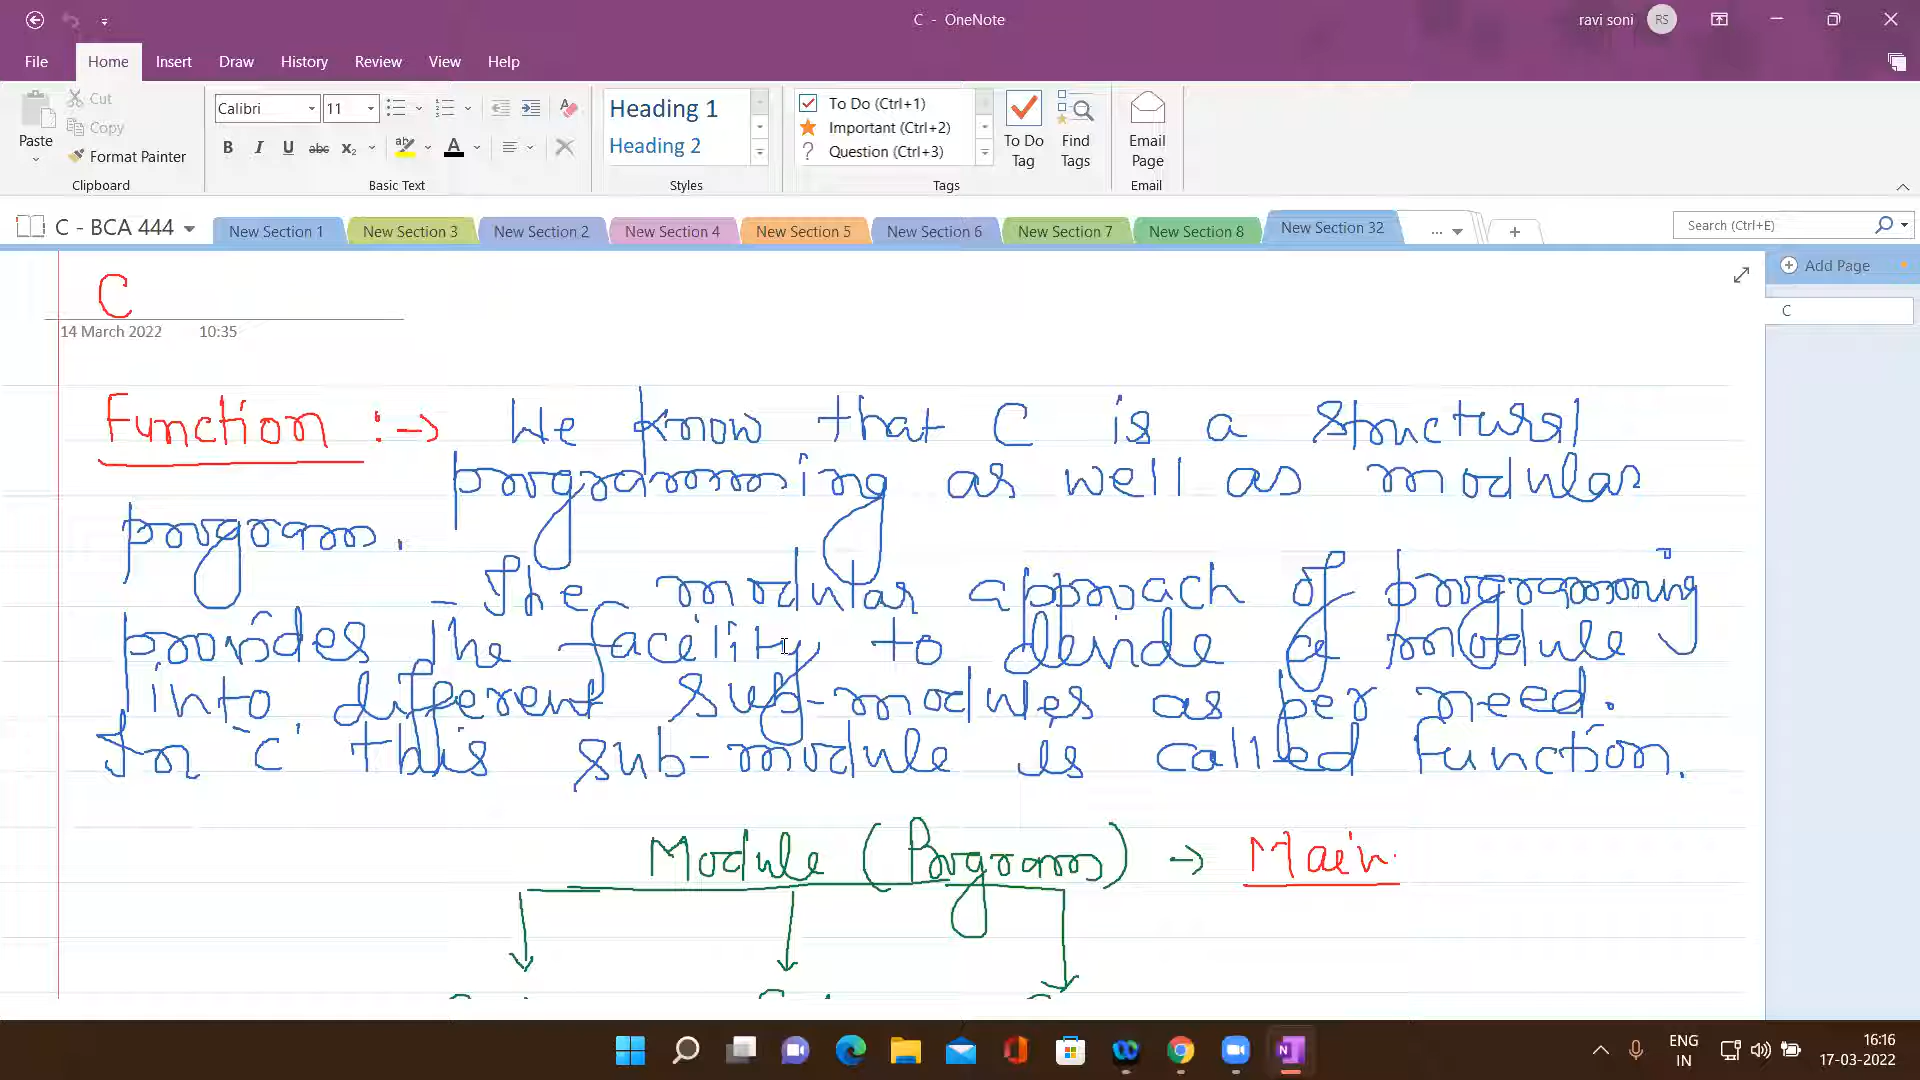 C - OneNote
ravi soni RS
File Home Insert Draw History Review View Help
Paste
Cut
Copy
Format Painter
Clipboard
Calibri 11
B I U abc x₂ A
Basic Text
Heading 1
Heading 2
Styles
To Do (Ctrl+1)
Important (Ctrl+2)
Question (Ctrl+3)
To Do Tag
Find Tags
Tags
Email Page
Email
C - BCA 444
New Section 1 New Section 3 New Section 2 New Section 4 New Section 5 New Section 6 New Section 7 New Section 8 New Section 32 ...
Search (Ctrl+E)
Add Page
C
C
14 March 2022 10:35
Function :→ We know that C is a structural
programming as well as modular
program.
- The modular approach of programming
provides the facility to devide a module
into different sub-modules as per need.
In 'C' this sub-module is called function.
Module (Program) → Main
ENG
IN
16:16
17-03-2022